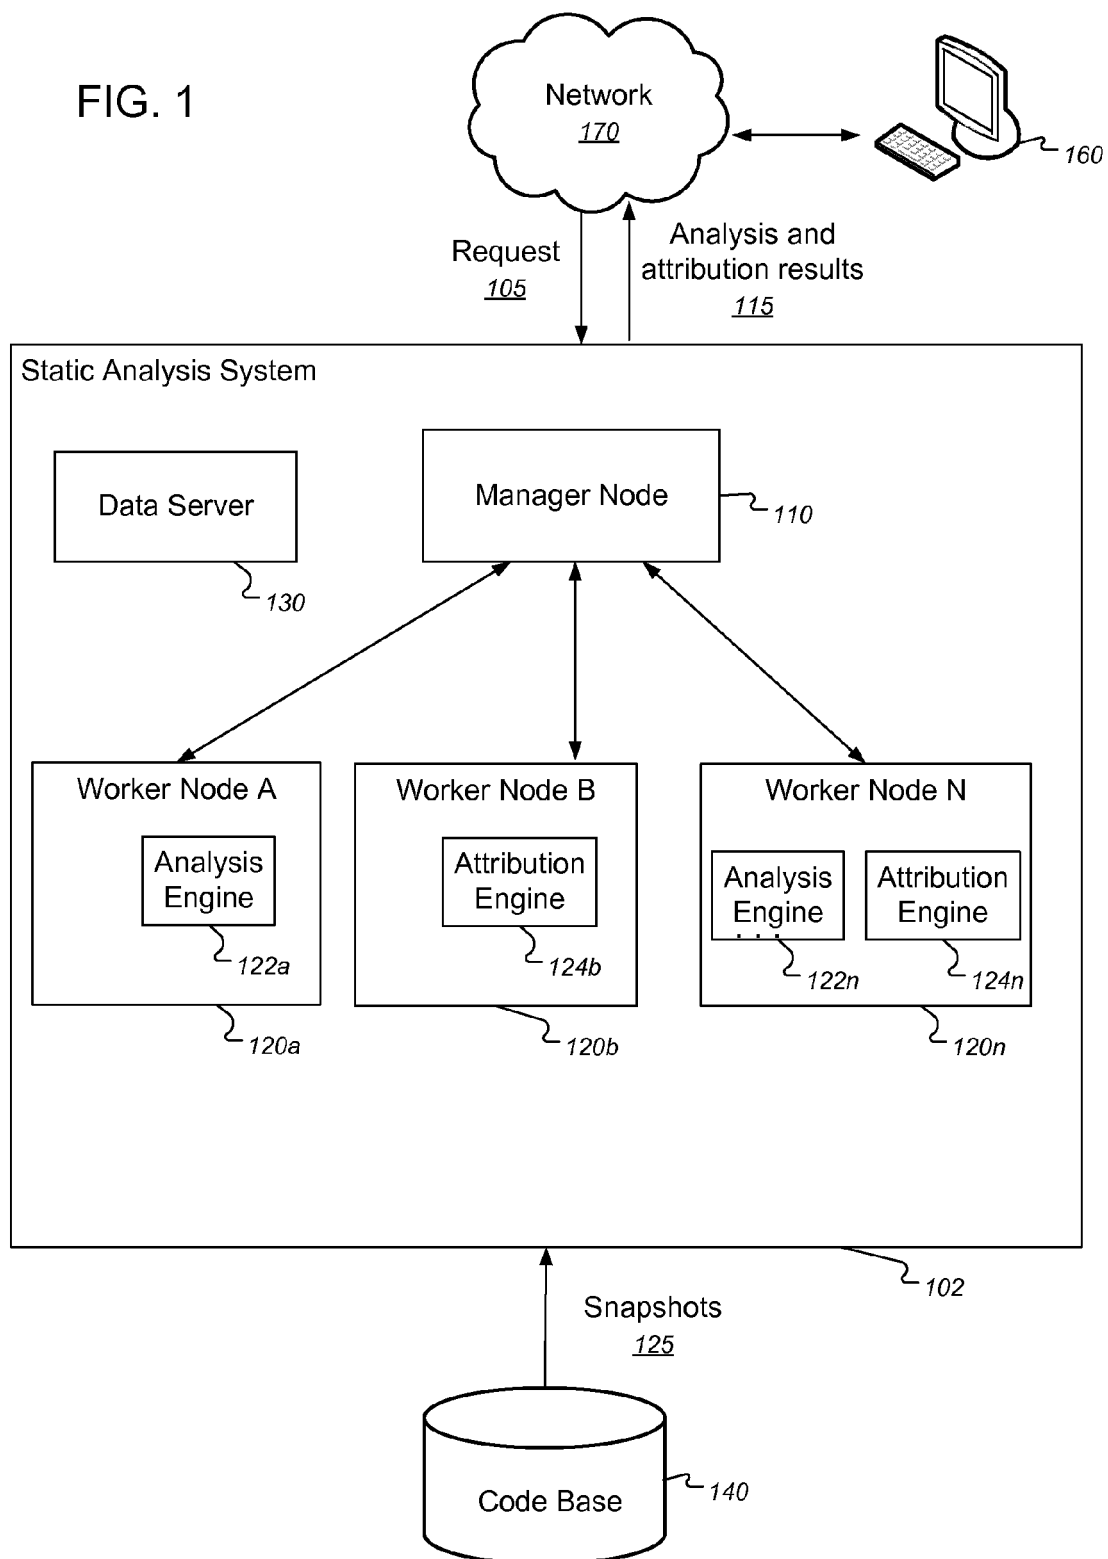 FIG. 1
Network
170
160
Request
105
Analysis and
attribution results
115
Static Analysis System
Data Server
130
Manager Node
110
Worker Node A
Analysis
Engine
122a
120a
Worker Node B
Attribution
Engine
124b
120b
Worker Node N
Analysis
Engine
. . .
122n
Attribution
Engine
124n
120n
102
Snapshots
125
Code Base
140